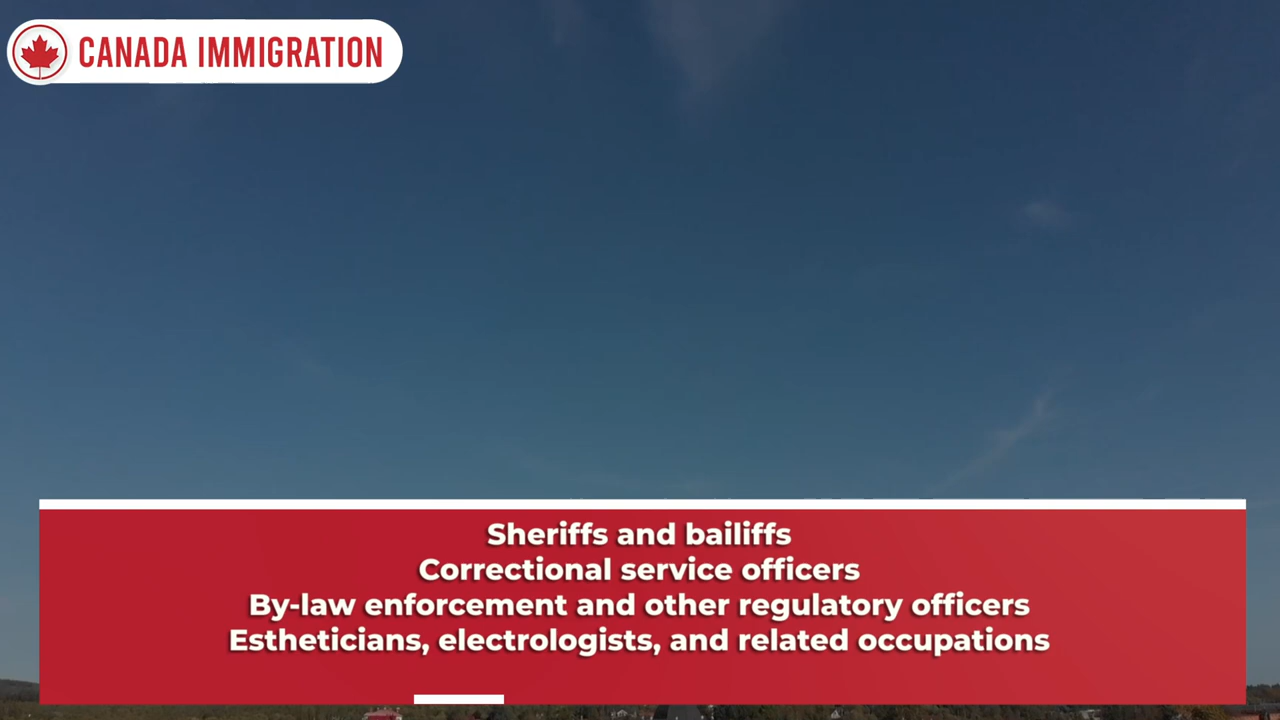 CANADA IMMIGRATION
Sheriffs and bailiffs
Correctional service officers
By-law enforcement and other regulatory officers
Estheticians, electrologists, and related occupations